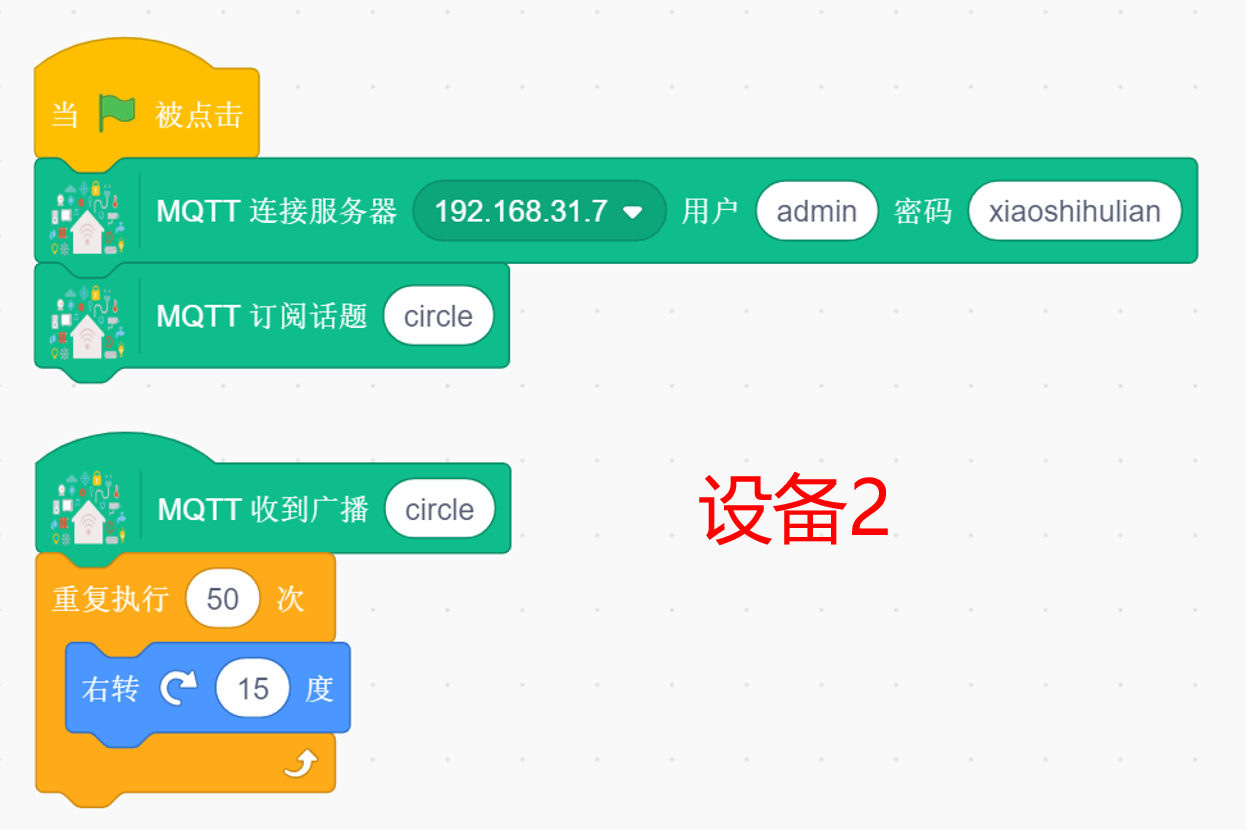 当 被点击
MQTT 连接服务器 192.168.31.7 用户 admin 密码 xiaoshihulian
MQTT 订阅话题 circle
MQTT 收到广播 circle
设备2
重复执行 50 次
右转 15 度